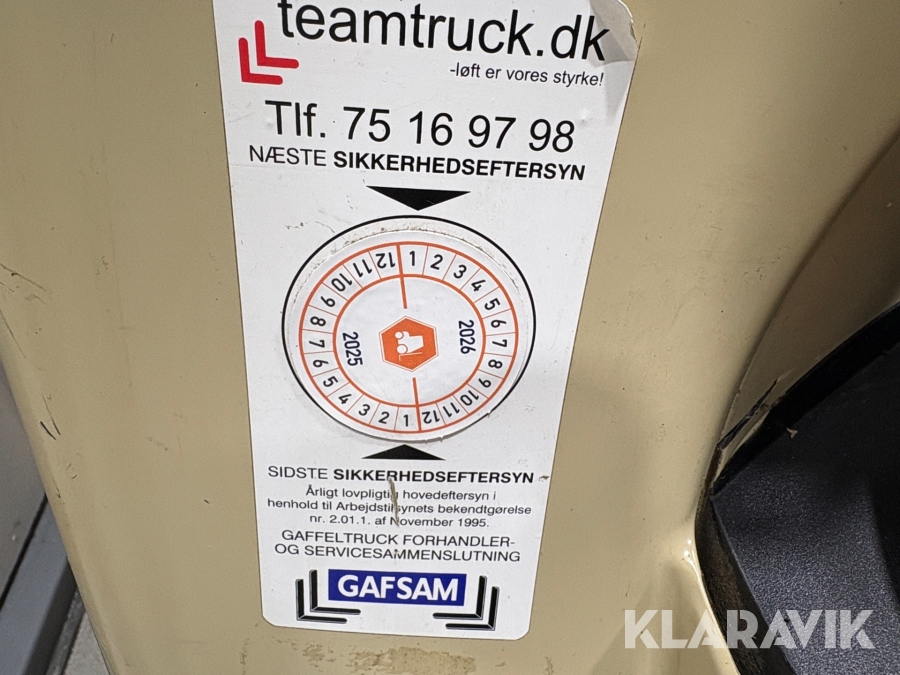 teamtruck.dk
-løft er vores styrke!
Tlf. 75 16 97 98
NÆSTE SIKKERHEDSEFTERSYN
1 2 3 4 5 6 7 8 9 10 11 12
2026
1 2 3 4 5 6 7 8 9 10 11 12
2025
SIDSTE SIKKERHEDSEFTERSYN
Årligt lovpligtig hovedeftersyn i
henhold til Arbejdstilsynets bekendtgørelse
nr. 2.01.1. af November 1995.
GAFFELTRUCK FORHANDLER-
OG SERVICESAMMENSLUTNING
GAFSAM
KLARAVIK